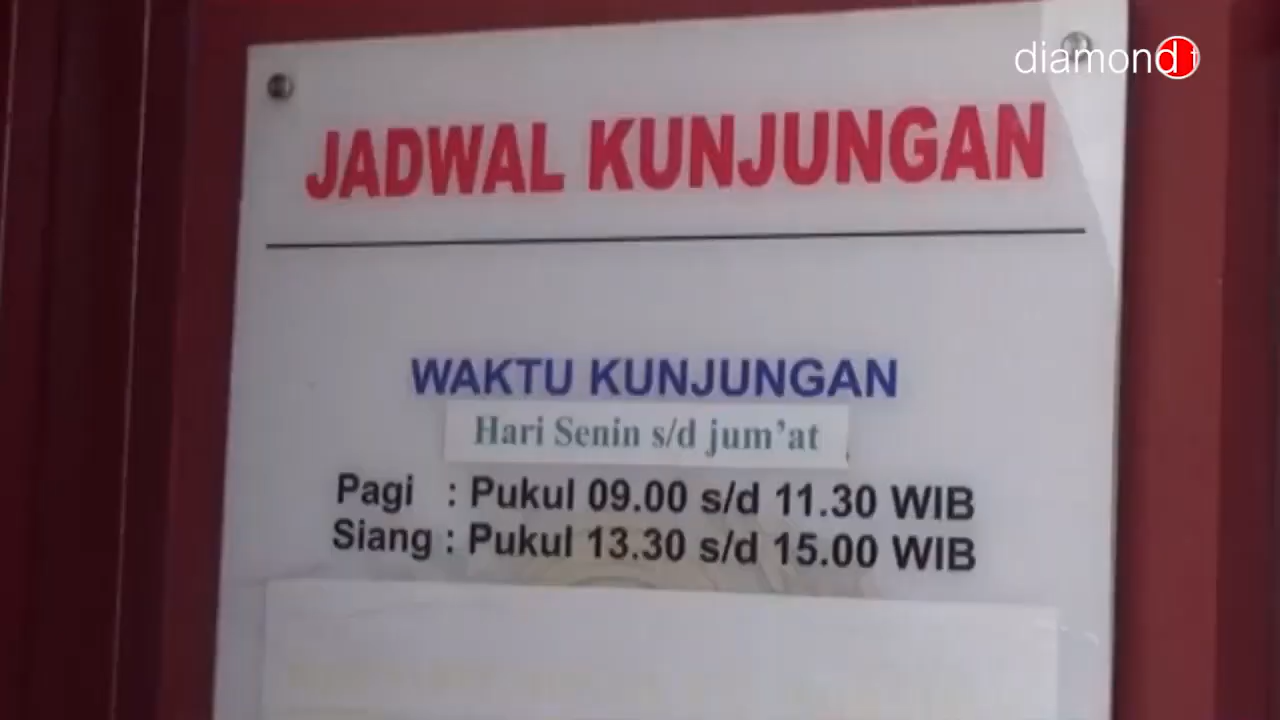 diamond t
JADWAL KUNJUNGAN
WAKTU KUNJUNGAN
Hari Senin s/d jum'at
Pagi : Pukul 09.00 s/d 11.30 WIB
Siang : Pukul 13.30 s/d 15.00 WIB